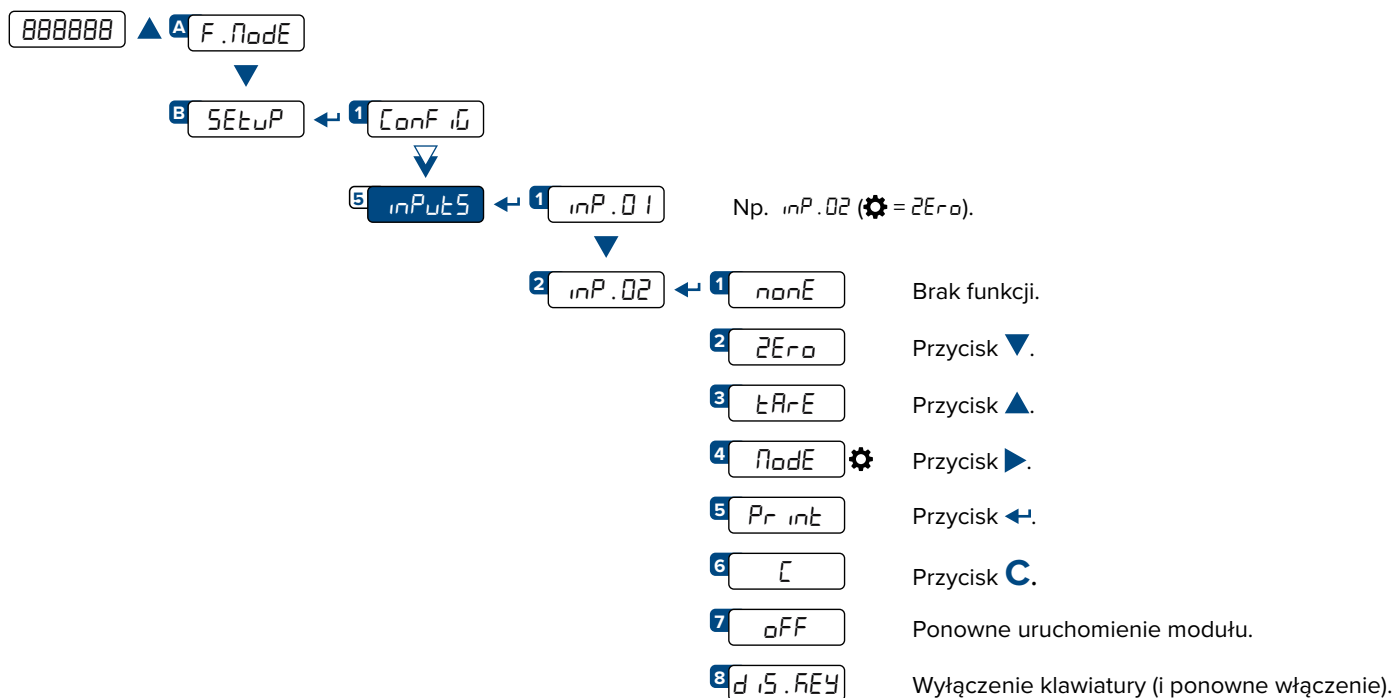 888888 A F.ModE
B SEtuP 1 ConFiG
5 inPutS 1 inP.01 Np. inP.02 ( = 2Ero).
2 inP.02 1 nonE Brak funkcji.
2 2Ero Przycisk .
3 tArE Przycisk .
4 ModE Przycisk .
5 Print Przycisk .
6 C Przycisk C.
7 oFF Ponowne uruchomienie modułu.
8 diS.KEY Wyłączenie klawiatury (i ponowne włączenie).